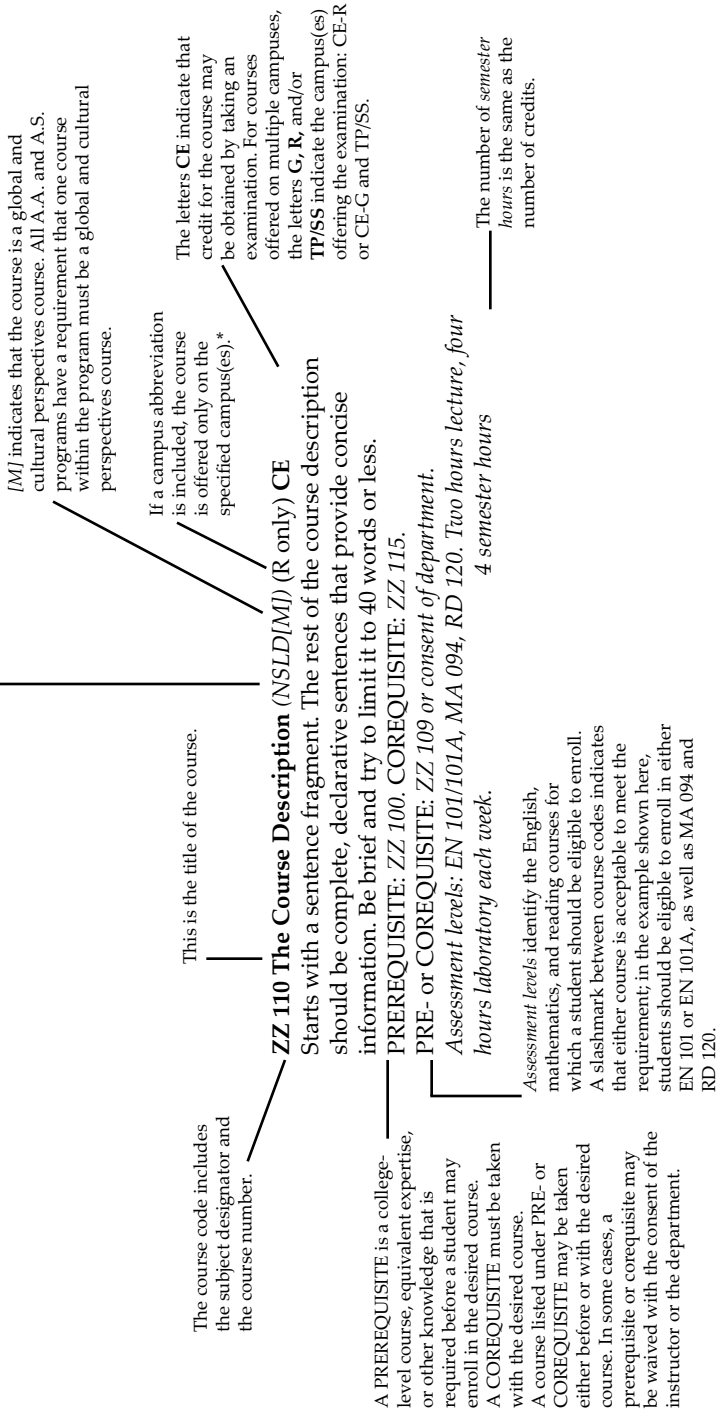 [M] indicates that the course is a global and
cultural perspectives course. All A.A. and A.S.
programs have a requirement that one course
within the program must be a global and cultural
perspectives course.
If a campus abbreviation
is included, the course
is offered only on the
specified campus(es).*
The letters CE indicate that
credit for the course may
be obtained by taking an
examination. For courses
offered on multiple campuses,
the letters G, R, and/or
TP/SS indicate the campus(es)
offering the examination: CE-R
or CE-G and TP/SS.
This is the title of the course.
The course code includes
the subject designator and
the course number.
ZZ 110 The Course Description (NSLD[M]) (R only) CE
Starts with a sentence fragment. The rest of the course description
should be complete, declarative sentences that provide concise
information. Be brief and try to limit it to 40 words or less.
PREREQUISITE: ZZ 100. COREQUISITE: ZZ 115.
PRE- or COREQUISITE: ZZ 109 or consent of department.
Assessment levels: EN 101/101A, MA 094, RD 120. Two hours lecture, four
hours laboratory each week.
4 semester hours
The number of semester
hours is the same as the
number of credits.
A PREREQUISITE is a college-
level course, equivalent expertise,
or other knowledge that is
required before a student may
enroll in the desired course.
A COREQUISITE must be taken
with the desired course.
A course listed under PRE- or
COREQUISITE may be taken
either before or with the desired
course. In some cases, a
prerequisite or corequisite may
be waived with the consent of the
instructor or the department.
Assessment levels identify the English,
mathematics, and reading courses for
which a student should be eligible to enroll.
A slashmark between course codes indicates
that either course is acceptable to meet the
requirement; in the example shown here,
students should be eligible to enroll in either
EN 101 or EN 101A, as well as MA 094 and
RD 120.